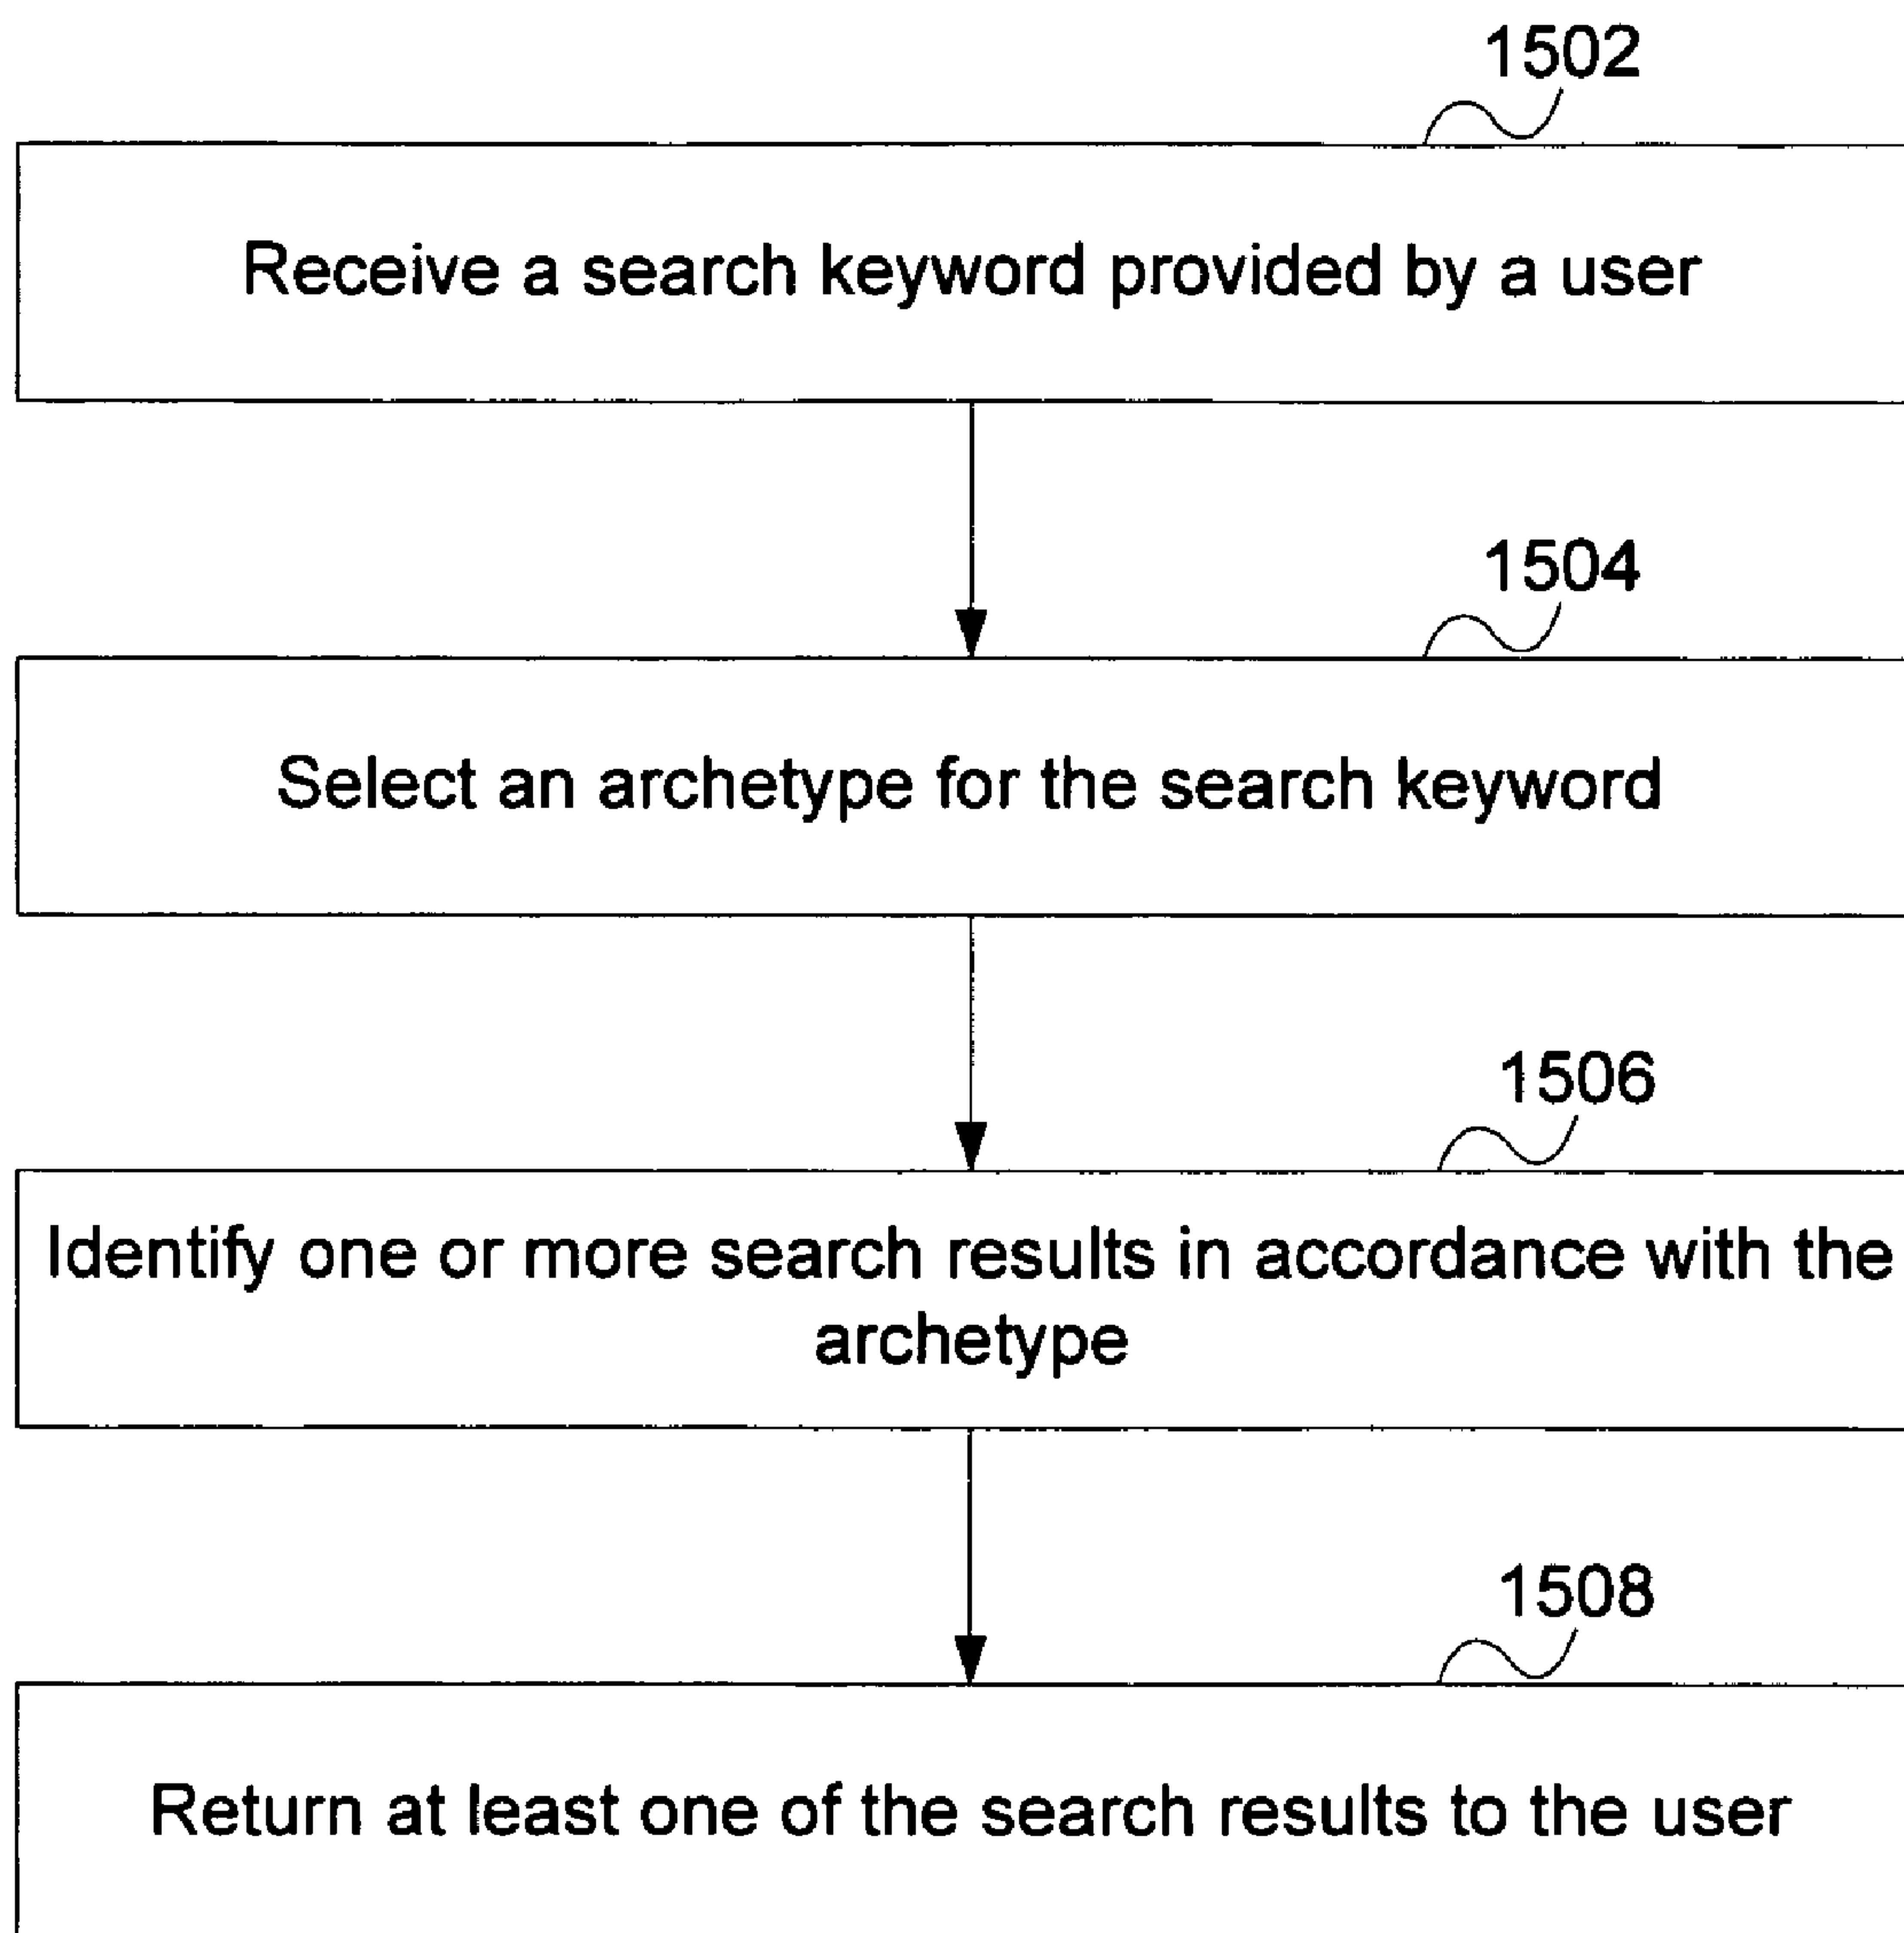 1502
Receive a search keyword provided by a user
1504
Select an archetype for the search keyword
1506
Identify one or more search results in accordance with the
archetype
1508
Return at least one of the search results to the user